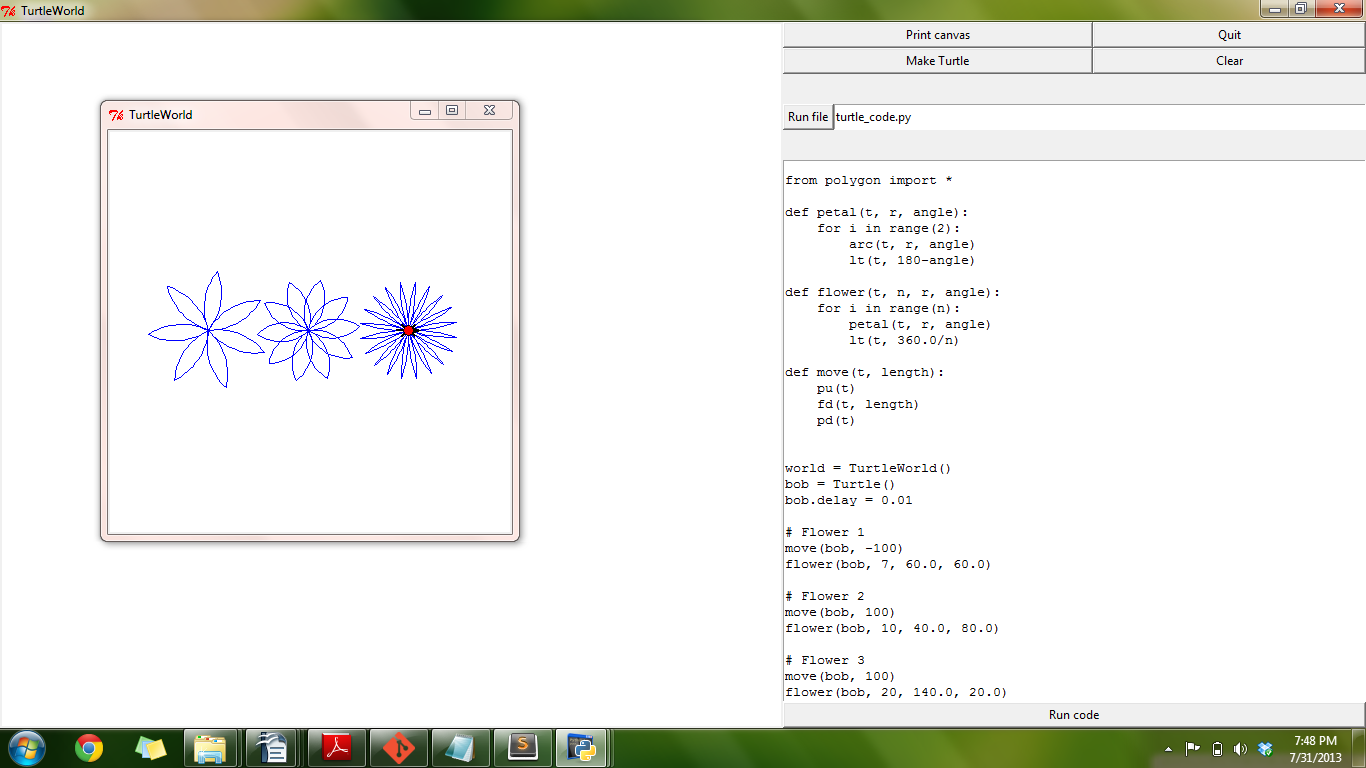 TurtleWorld
Print canvas
Quit
Make Turtle
Clear
TurtleWorld
Run file turtle_code.py
from polygon import *
def petal(t, r, angle):
    for i in range(2):
        arc(t, r, angle)
        lt(t, 180-angle)
def flower(t, n, r, angle):
    for i in range(n):
        petal(t, r, angle)
        lt(t, 360.0/n)
def move(t, length):
    pu(t)
    fd(t, length)
    pd(t)
world = TurtleWorld()
bob = Turtle()
bob.delay = 0.01
# Flower 1
move(bob, -100)
flower(bob, 7, 60.0, 60.0)
# Flower 2
move(bob, 100)
flower(bob, 10, 40.0, 80.0)
# Flower 3
move(bob, 100)
flower(bob, 20, 140.0, 20.0)
Run code
7:48 PM
7/31/2013